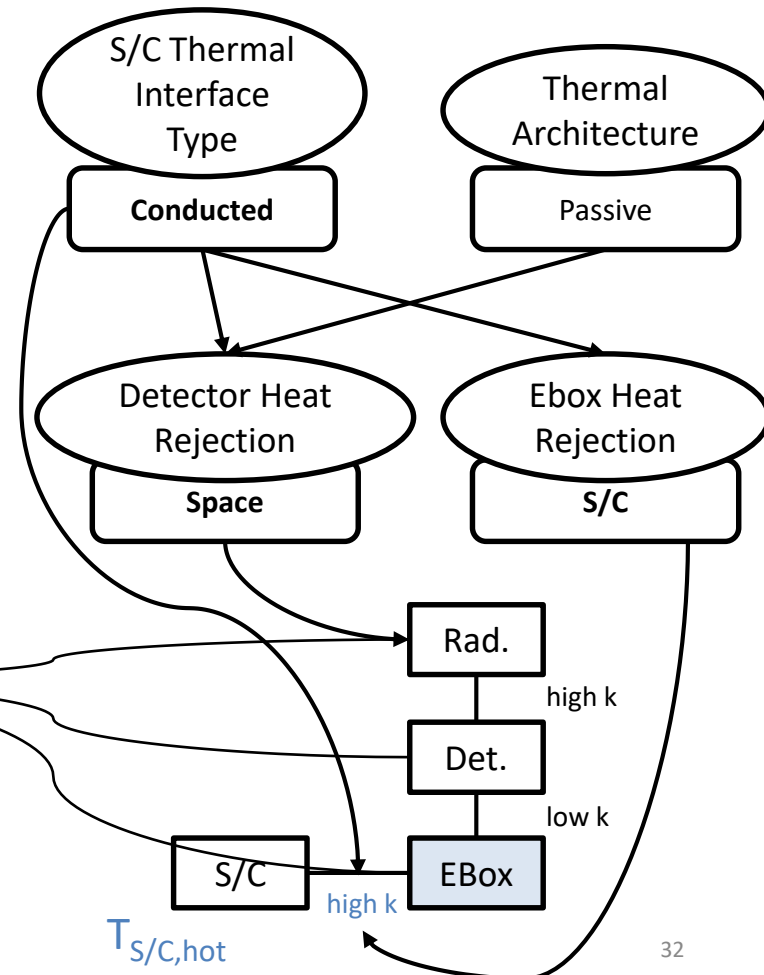 S/C Thermal
Interface
Type
Thermal
Architecture
Conducted
Passive
Detector Heat
Rejection
Ebox Heat
Rejection
Space
S/C
Rad.
high k
Det.
low k
S/C
EBox
high k
T_S/C,hot
32